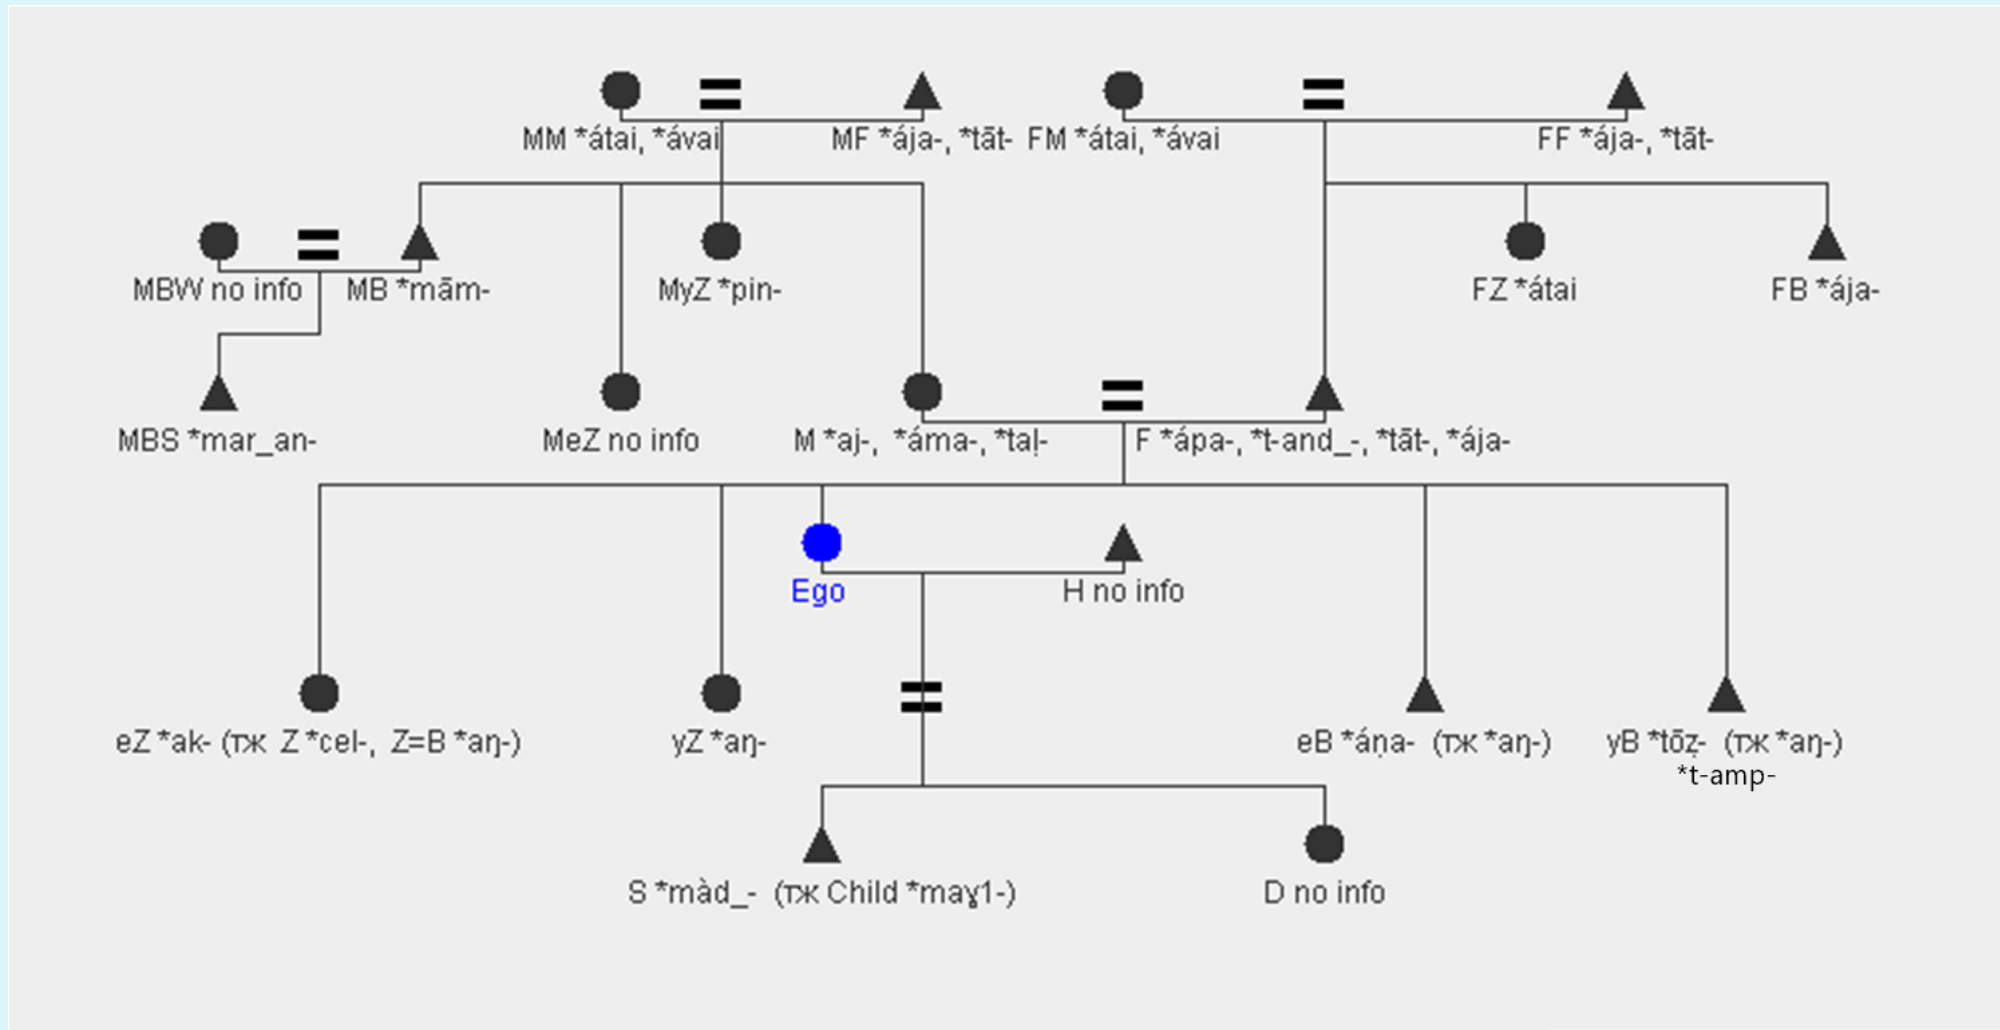 MM *átai, *ávai
MF *ája-, *tāt-
FM *átai, *ávai
FF *ája-, *tāt-
MBW no info
MB *mām-
MyZ *pin-
FZ *átai
FB *ája-
MBS *mar_an-
MeZ no info
M *aj-, *áma-, *taḷ-
F *ápa-, *t-and_-, *tāt-, *ája-
Ego
H no info
eZ *ak- (тж Z *cel-, Z=B *aŋ-)
yZ *aŋ-
eB *áṇa- (тж *aŋ-)
yB *tōẓ- (тж *aŋ-)
*t-amp-
S *màd_- (тж Child *maɣ1-)
D no info